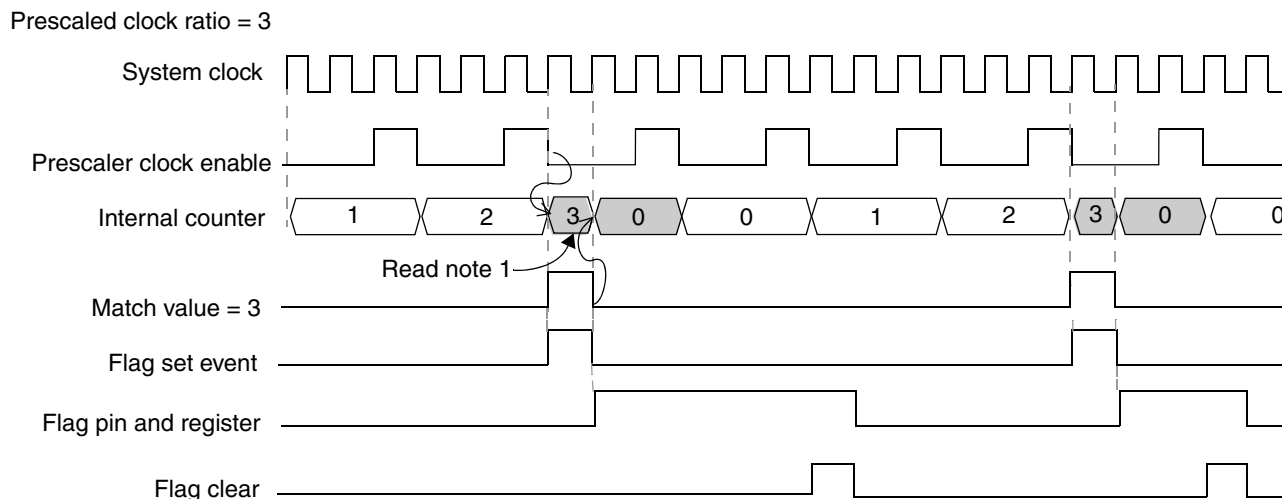 Prescaled clock ratio = 3
System clock
Prescaler clock enable
Internal counter
1 2 3 0 0 1 2 3 0 0
Read note 1
Match value = 3
Flag set event
Flag pin and register
Flag clear